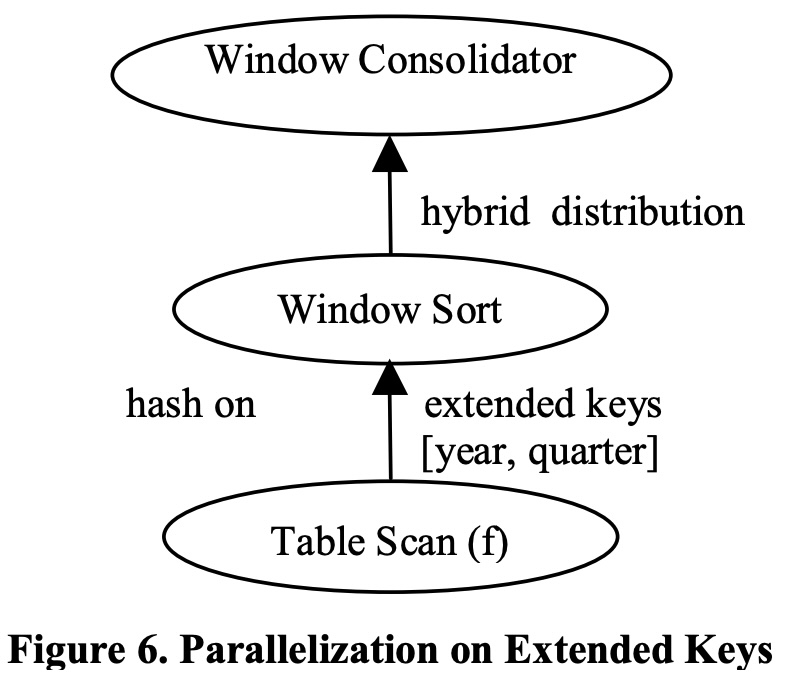 Window Consolidator
hybrid distribution
Window Sort
hash on extended keys
[year, quarter]
Table Scan (f)
Figure 6. Parallelization on Extended Keys